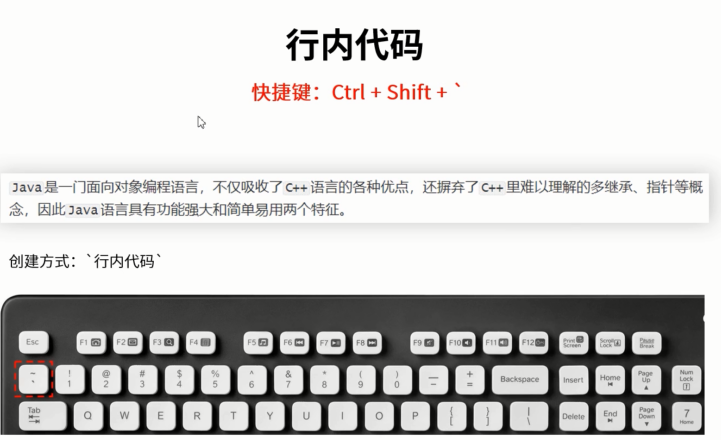 行内代码
快捷键：Ctrl + Shift + `
Java是一门面向对象编程语言，不仅吸收了C++语言的各种优点，还摒弃了C++里难以理解的多继承、指针等概
念，因此Java语言具有功能强大和简单易用两个特征。
创建方式：`行内代码`
Esc F1 F2 F3 F4 F5 F6 F7 F8 F9 F10 F11 F12 Print Screen Scroll Lock Pause Break
~ ` ! 1 @ 2 # 3 $ 4 % 5 ^ 6 & 7 * 8 ( 9 ) 0 — – + = Backspace Insert Home Page Up Num Lock
Tab Q W E R T Y U I O P { [ } ] | \ Delete End Page Down 7 Home